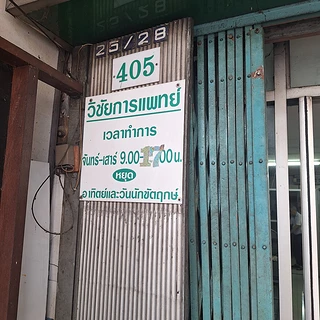 25/28
405
วิชัยการแพทย์
เวลาทำการ
จันทร์-เสาร์ 9.00-17.00 น.
หยุด
อาทิตย์และวันนักขัตฤกษ์